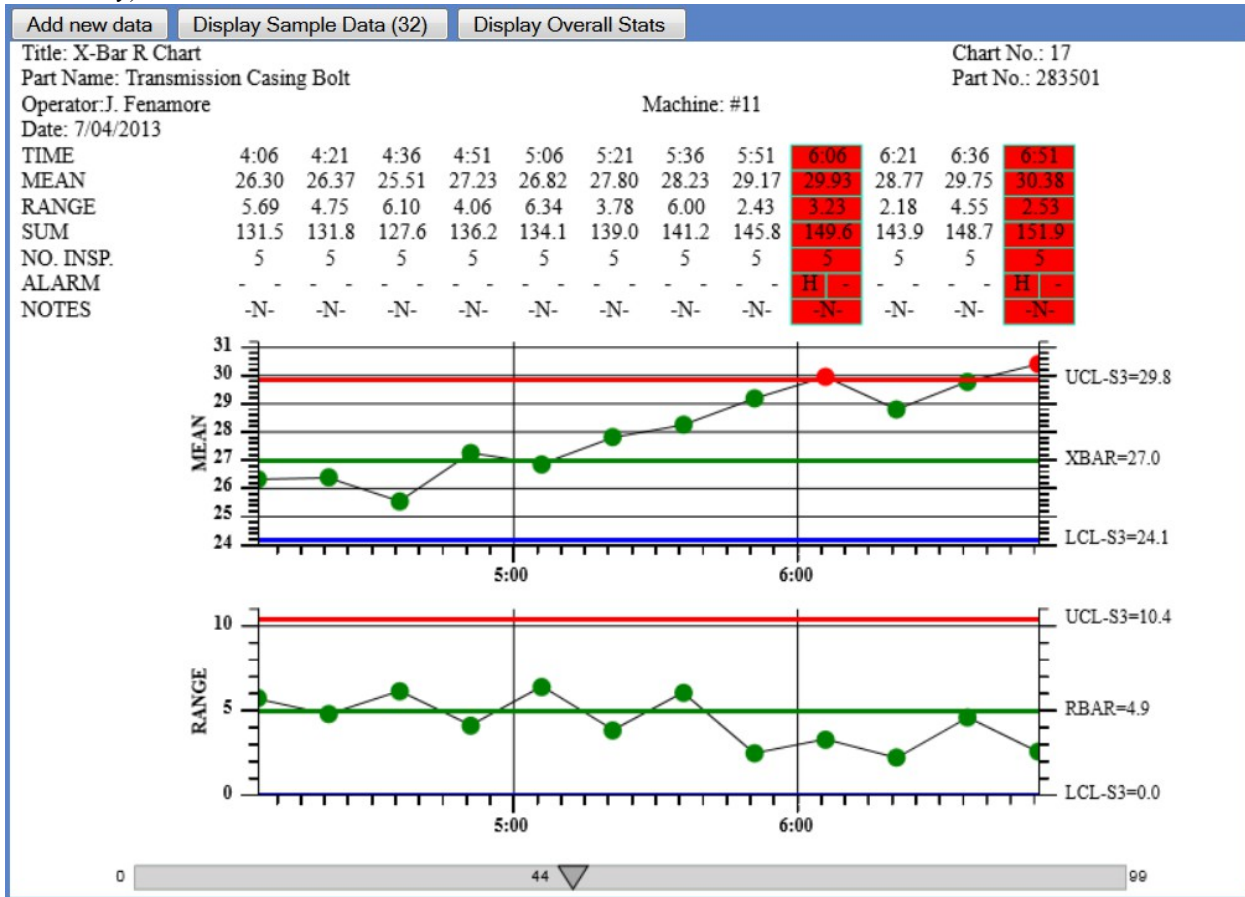 Add new data Display Sample Data (32) Display Overall Stats
Title: X-Bar R Chart Chart No.: 17
Part Name: Transmission Casing Bolt Part No.: 283501
Operator:J. Fenamore Machine: #11
Date: 7/04/2013
TIME 4:06 4:21 4:36 4:51 5:06 5:21 5:36 5:51 6:06 6:21 6:36 6:51
MEAN 26.30 26.37 25.51 27.23 26.82 27.80 28.23 29.17 29.93 28.77 29.75 30.38
RANGE 5.69 4.75 6.10 4.06 6.34 3.78 6.00 2.43 3.23 2.18 4.55 2.53
SUM 131.5 131.8 127.6 136.2 134.1 139.0 141.2 145.8 149.6 143.9 148.7 151.9
NO. INSP. 5 5 5 5 5 5 5 5 5 5 5 5
ALARM - - - - - - - - - - - - - - - - H - - - - - H -
NOTES -N- -N- -N- -N- -N- -N- -N- -N- -N- -N- -N- -N-
31
30 UCL-S3=29.8
29
28
MEAN
27 XBAR=27.0
26
25
24 LCL-S3=24.1
5:00 6:00
10 UCL-S3=10.4
RANGE
5 RBAR=4.9
0 LCL-S3=0.0
5:00 6:00
0 44 99